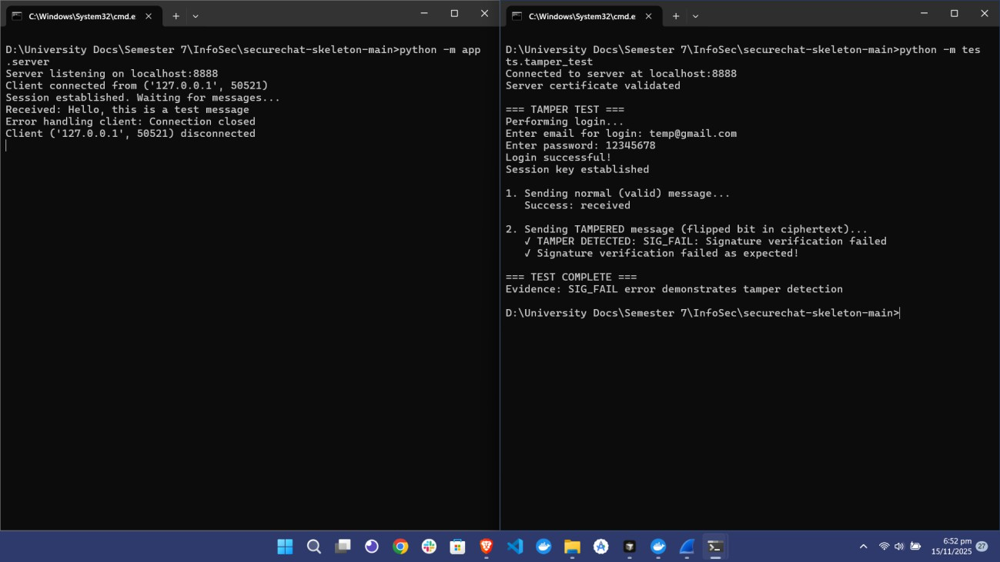 C:\Windows\System32\cmd.e
D:\University Docs\Semester 7\InfoSec\securechat-skeleton-main>python -m app
.server
Server listening on localhost:8888
Client connected from ('127.0.0.1', 50521)
Session established. Waiting for messages...
Received: Hello, this is a test message
Error handling client: Connection closed
Client ('127.0.0.1', 50521) disconnected
C:\Windows\System32\cmd.e
D:\University Docs\Semester 7\InfoSec\securechat-skeleton-main>python -m tes
ts.tamper_test
Connected to server at localhost:8888
Server certificate validated
=== TAMPER TEST ===
Performing login...
Enter email for login: temp@gmail.com
Enter password: 12345678
Login successful!
Session key established
1. Sending normal (valid) message...
Success: received
2. Sending TAMPERED message (flipped bit in ciphertext)...
√ TAMPER DETECTED: SIG_FAIL: Signature verification failed
√ Signature verification failed as expected!
=== TEST COMPLETE ===
Evidence: SIG_FAIL error demonstrates tamper detection
D:\University Docs\Semester 7\InfoSec\securechat-skeleton-main>
6:52 pm
15/11/2025
27